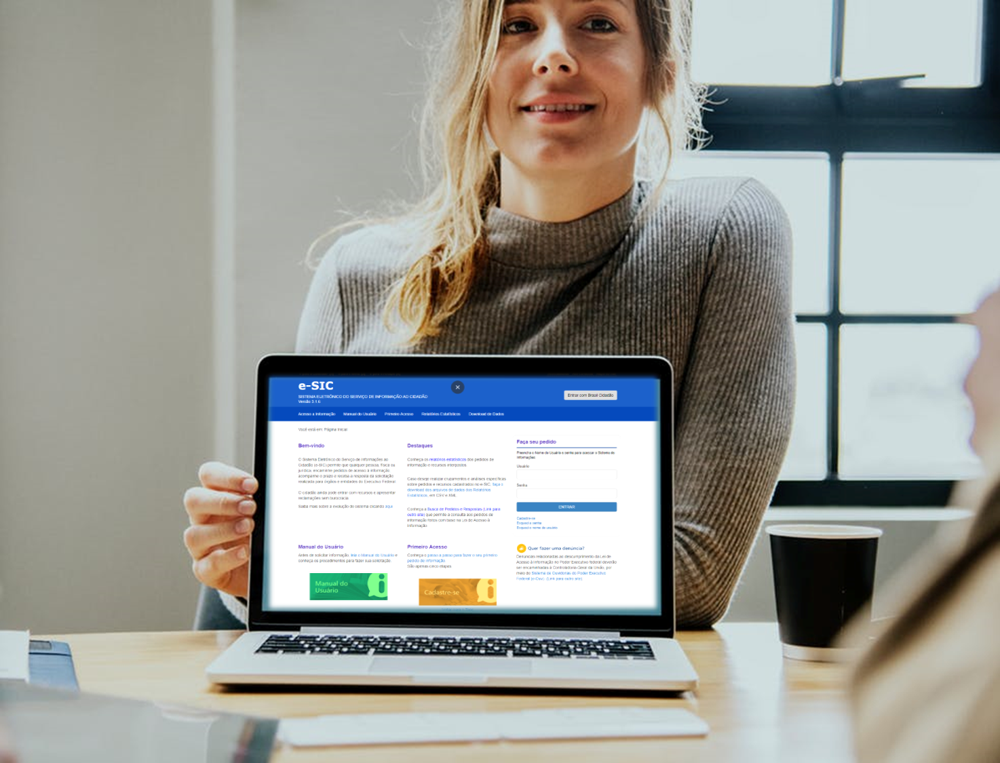 e-SIC
SISTEMA ELETRÔNICO DO SERVIÇO DE INFORMAÇÃO AO CIDADÃO
Versão 3.1.6
Entrar com Brasil Cidadão
Acesso a Informação Manual do Usuário Primeiro Acesso Relatórios Estatísticos Download de Dados
Você está em: Página Inicial
Bem-vindo
O Sistema Eletrônico do Serviço de Informações ao
Cidadão (e-SIC) permite que qualquer pessoa, física ou
jurídica, encaminhe pedidos de acesso à informação,
acompanhe o prazo e receba a resposta da solicitação
realizada para órgãos e entidades do Executivo Federal.
O cidadão ainda pode entrar com recursos e apresentar
reclamações sem burocracia.
Saiba mais sobre a evolução do sistema clicando aqui
Destaques
Conheça os relatórios estatísticos dos pedidos de
informação e recursos interpostos
Caso deseje realizar cruzamentos e análises específicas
sobre pedidos e recursos cadastrados no e-SIC, faça o
download dos arquivos de dados dos Relatórios
Estatísticos, em CSV e XML.
Conheça a Busca de Pedidos e Respostas (Link para
outro site) que permite a consulta aos pedidos de
informação feitos com base na Lei de Acesso à
Informação.
Faça seu pedido
Preencha o Nome de Usuário e senha para acessar o Sistema de
Informações.
Usuário
Senha
ENTRAR
Cadastre-se
Esqueci a senha
Esqueci o nome de usuário
Manual do Usuário
Antes de solicitar informação, leia o Manual do Usuário e
conheça os procedimentos para fazer sua solicitação.
Manual do
Usuário
Primeiro Acesso
Conheça o passo a passo para fazer o seu primeiro
pedido de informação
São apenas cinco etapas
Cadastre-se
Quer fazer uma denúncia?
Denúncias relacionadas ao descumprimento da Lei de
Acesso à Informação no Poder Executivo federal deverão
ser encaminhadas à Controladoria-Geral da União, por
meio do Sistema de Ouvidorias do Poder Executivo
Federal (e-Ouv). (Link para outro site)